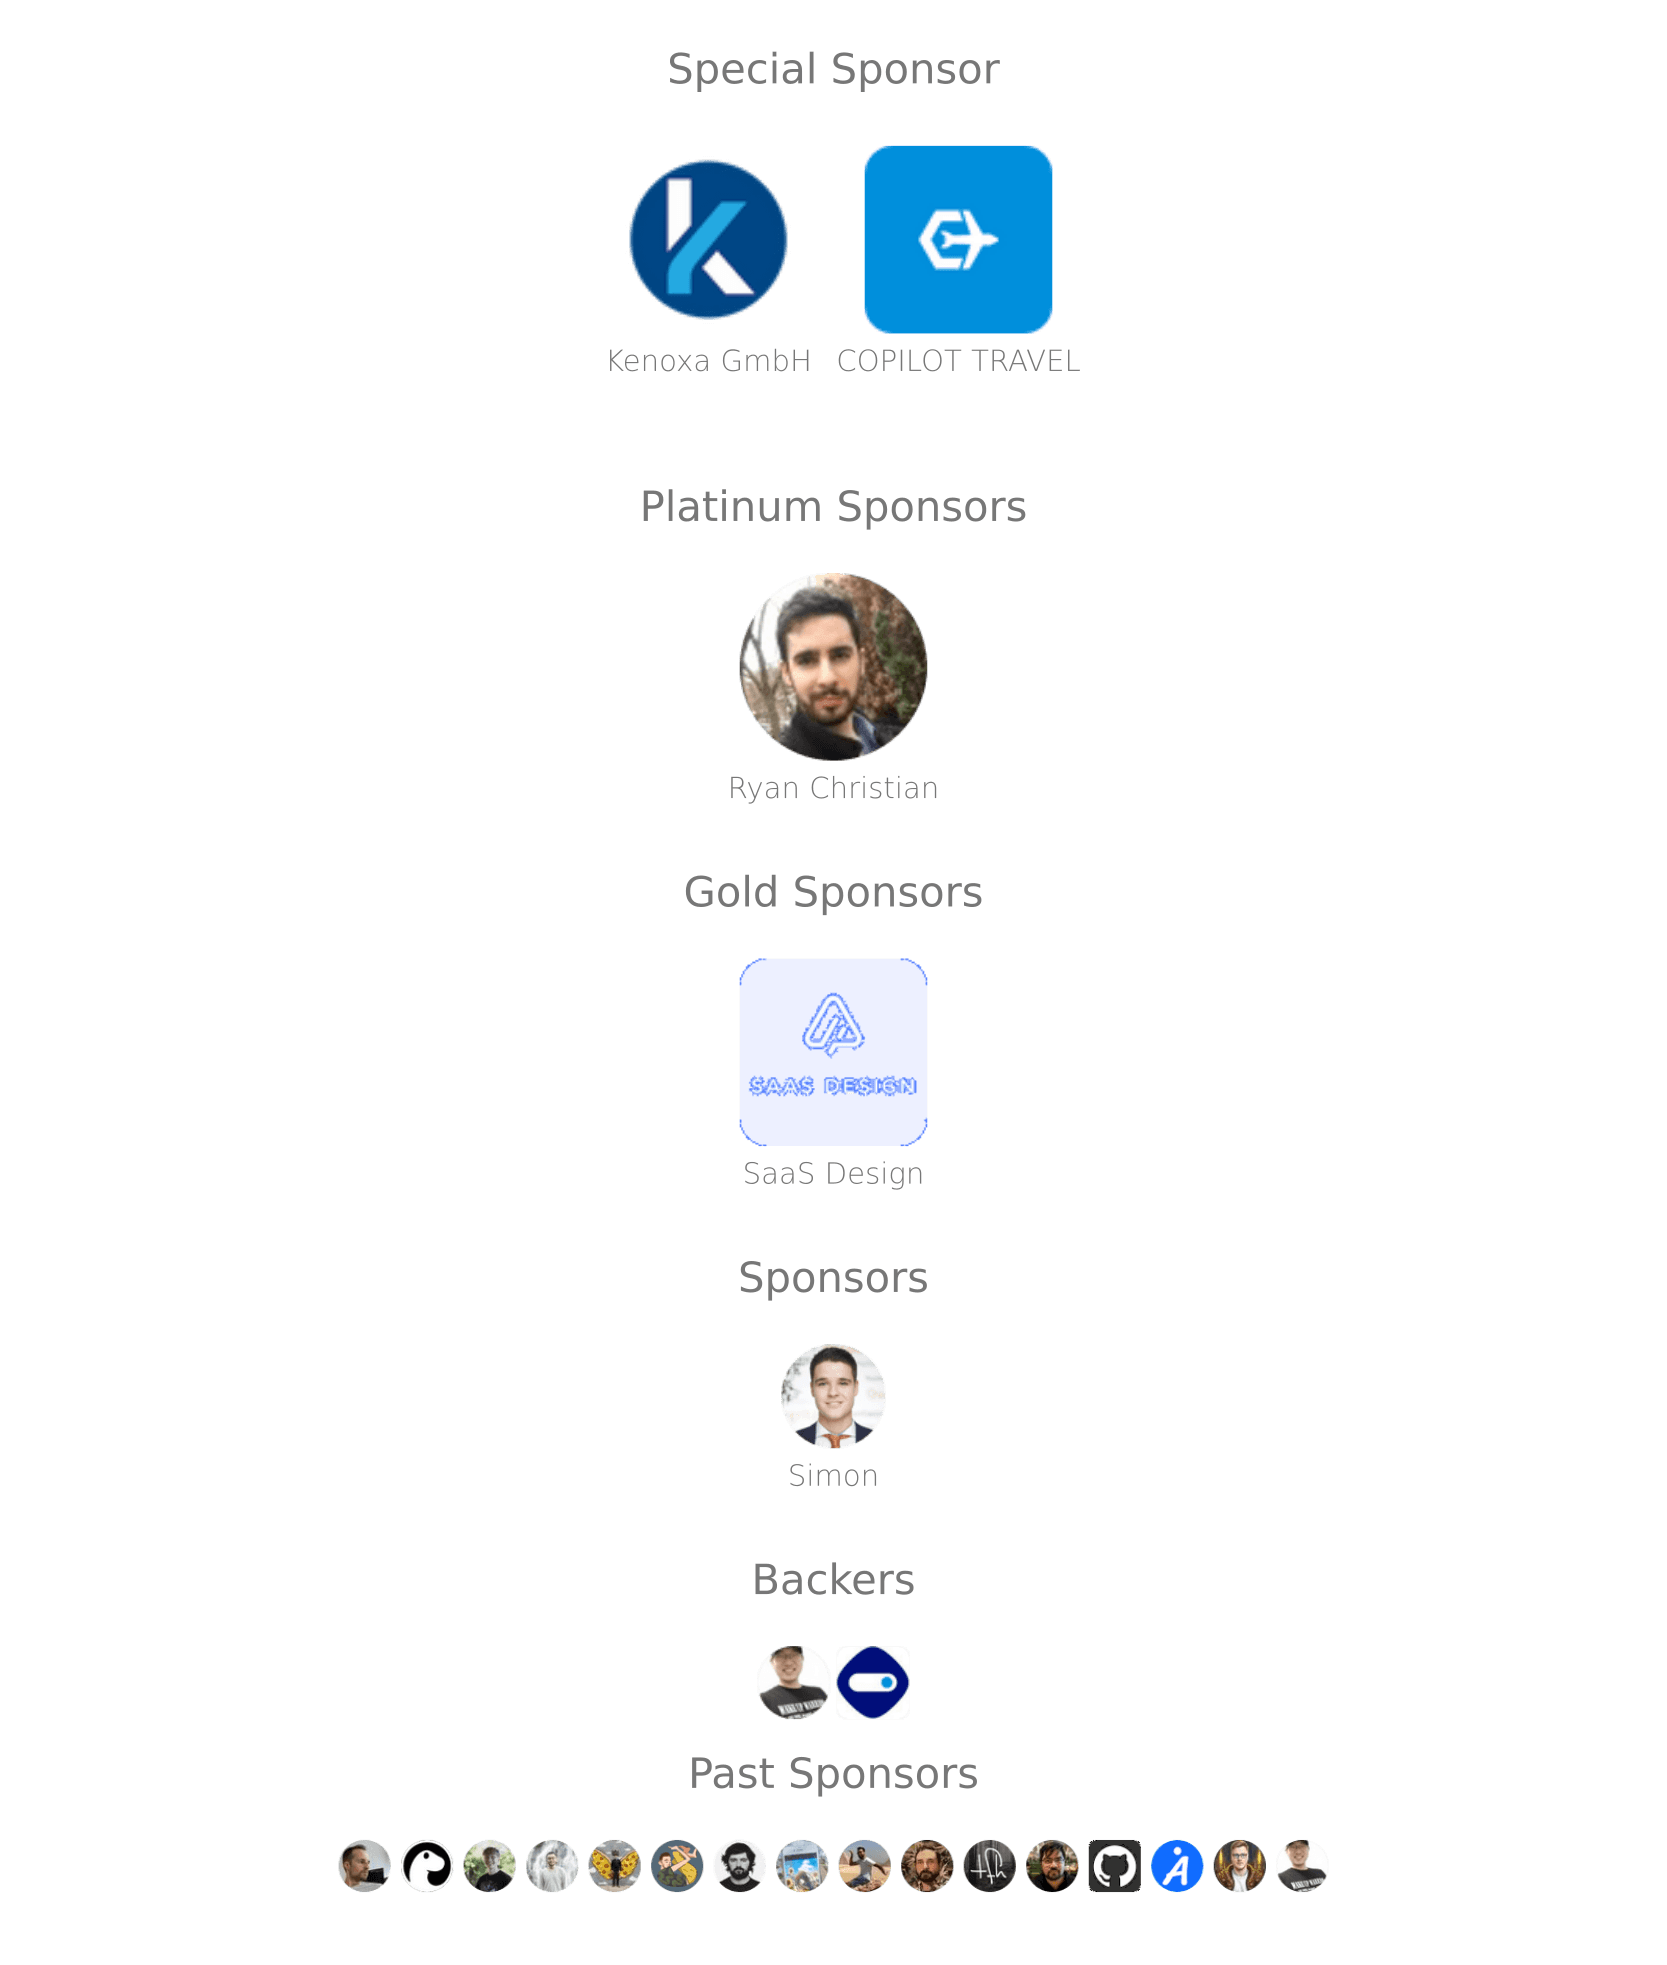 Special Sponsor
Kenoxa GmbH COPILOT TRAVEL
Platinum Sponsors
Ryan Christian
Gold Sponsors
SAAS DESIGN
SaaS Design
Sponsors
Simon
Backers
Past Sponsors